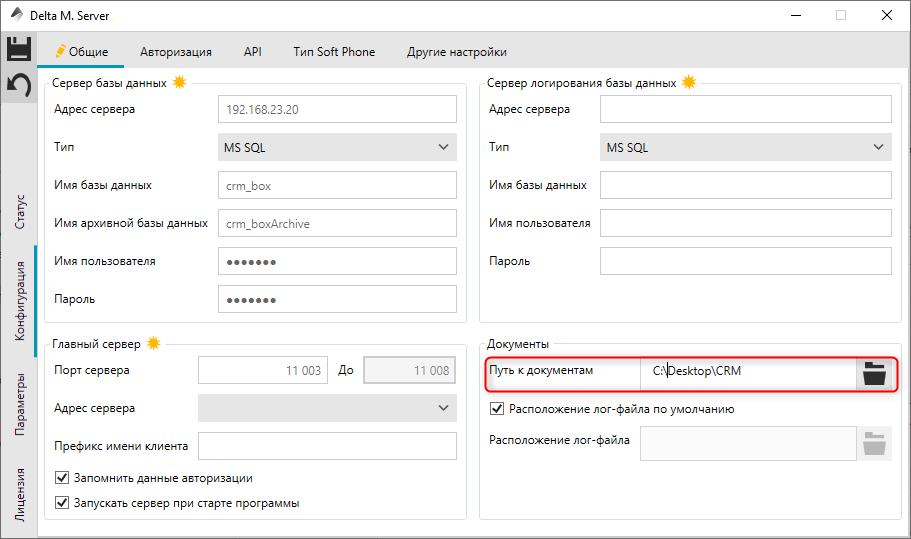 Delta M. Server
Общие
Авторизация
API
Тип Soft Phone
Другие настройки
Статус
Конфигурация
Параметры
Лицензия
Сервер базы данных
Адрес сервера
192.168.23.20
Тип
MS SQL
Имя базы данных
crm_box
Имя архивной базы данных
crm_boxArchive
Имя пользователя
●●●●●●●
Пароль
●●●●●●●
Сервер логирования базы данных
Адрес сервера
Тип
MS SQL
Имя базы данных
Имя пользователя
Пароль
Главный сервер
Порт сервера
11 003
До
11 008
Адрес сервера
Префикс имени клиента
Запомнить данные авторизации
Запускать сервер при старте программы
Документы
Путь к документам
C:\Desktop\CRM
Расположение лог-файла по умолчанию
Расположение лог-файла